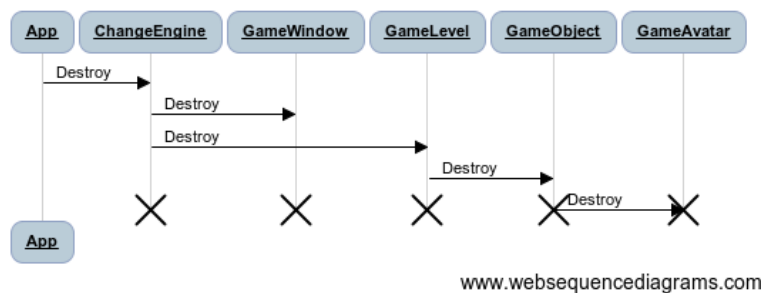 App ChangeEngine GameWindow GameLevel GameObject GameAvatar
Destroy
Destroy
Destroy
Destroy
Destroy
App
www.websequencediagrams.com